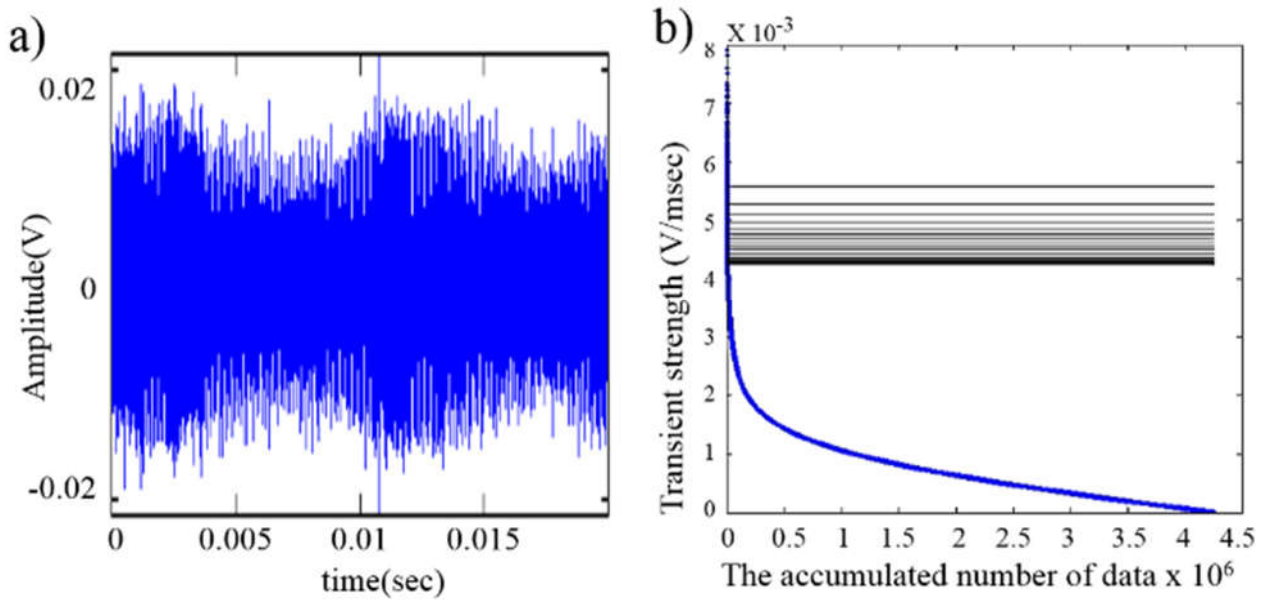 a)
0.02
0
-0.02
Amplitude(V)
0 0.005 0.01 0.015
time(sec)
b)
X 10-3
8
7
6
5
4
3
2
1
0
Transient strength (V/msec)
0 0.5 1 1.5 2 2.5 3 3.5 4 4.5
The accumulated number of data x 10⁶